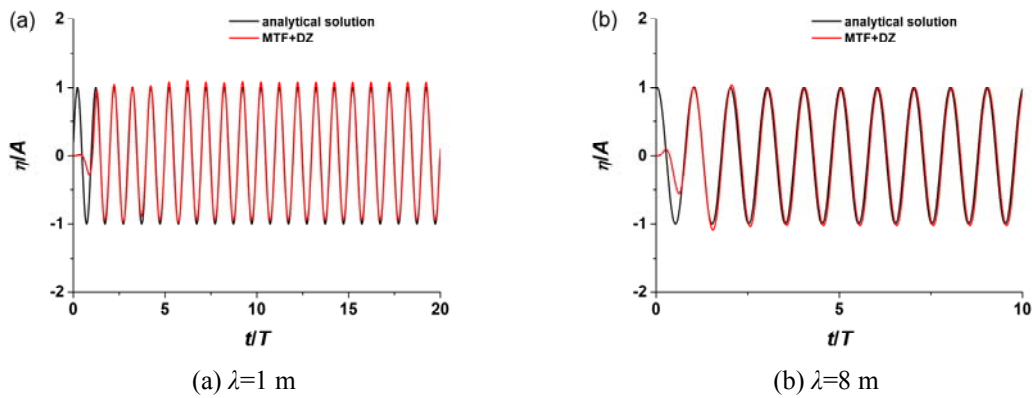 (a)
analytical solution
MTF+DZ
η/A
2
1
0
-1
-2
0
5
10
15
20
t/T
(a) λ=1 m
(b)
analytical solution
MTF+DZ
η/A
2
1
0
-1
-2
0
5
10
t/T
(b) λ=8 m